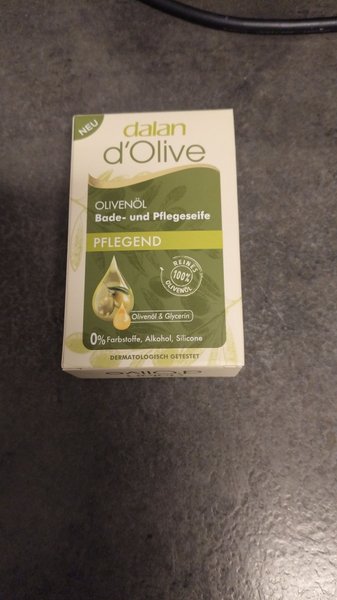 NEU
dalan
d'Olive
OLIVENÖL
Bade- und Pflegeseife
PFLEGEND
REINES
100%
OLIVENÖL
Olivenöl & Glycerin
0% Farbstoffe, Alkohol, Silicone
DERMATOLOGISCH GETESTET
d'Olive